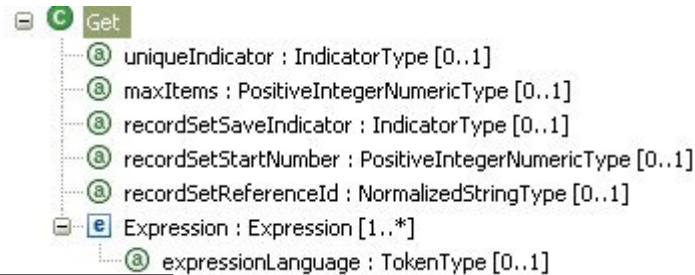 C Get
a uniqueIndicator : IndicatorType [0..1]
a maxItems : PositiveIntegerNumericType [0..1]
a recordSetSaveIndicator : IndicatorType [0..1]
a recordSetStartNumber : PositiveIntegerNumericType [0..1]
a recordSetReferenceId : NormalizedStringType [0..1]
e Expression : Expression [1..*]
a expressionLanguage : TokenType [0..1]